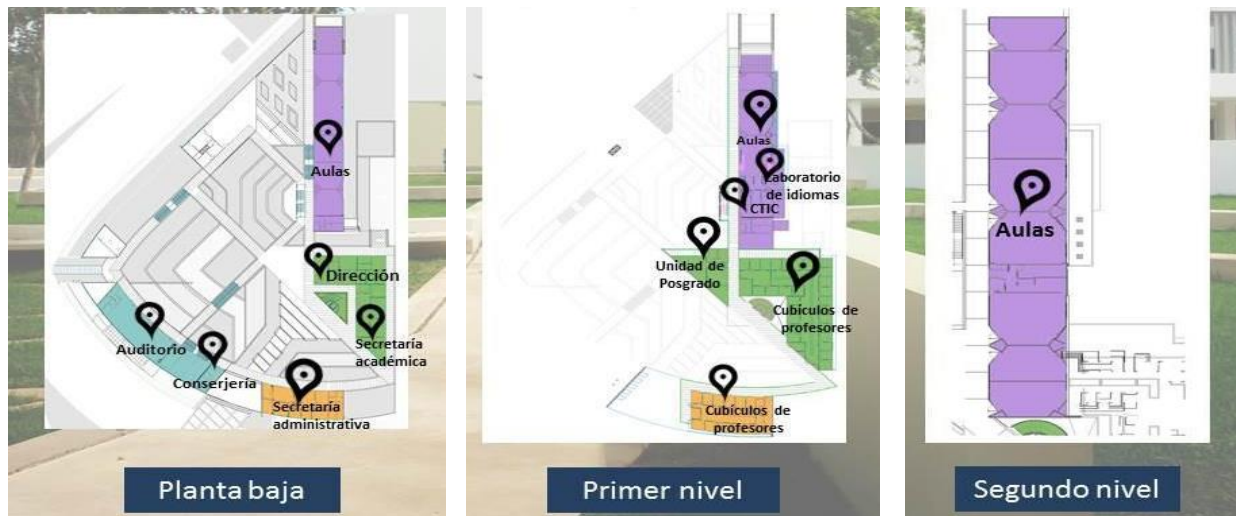 Aulas
Dirección
Secretaría
académica
Auditorio
Conserjería
Secretaría
administrativa
Planta baja
Aulas
Laboratorio
de idiomas
CTIC
Unidad de
Posgrado
Cubículos de
profesores
Cubículos de
profesores
Primer nivel
Aulas
Segundo nivel